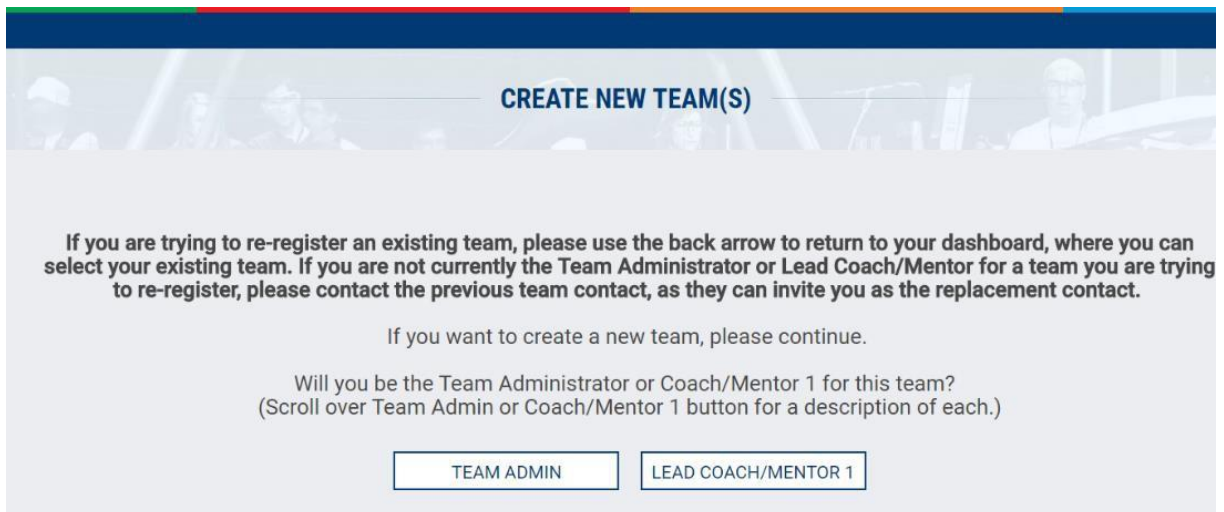 CREATE NEW TEAM(S)
If you are trying to re-register an existing team, please use the back arrow to return to your dashboard, where you can
select your existing team. If you are not currently the Team Administrator or Lead Coach/Mentor for a team you are trying
to re-register, please contact the previous team contact, as they can invite you as the replacement contact.
If you want to create a new team, please continue.
Will you be the Team Administrator or Coach/Mentor 1 for this team?
(Scroll over Team Admin or Coach/Mentor 1 button for a description of each.)
TEAM ADMIN
LEAD COACH/MENTOR 1